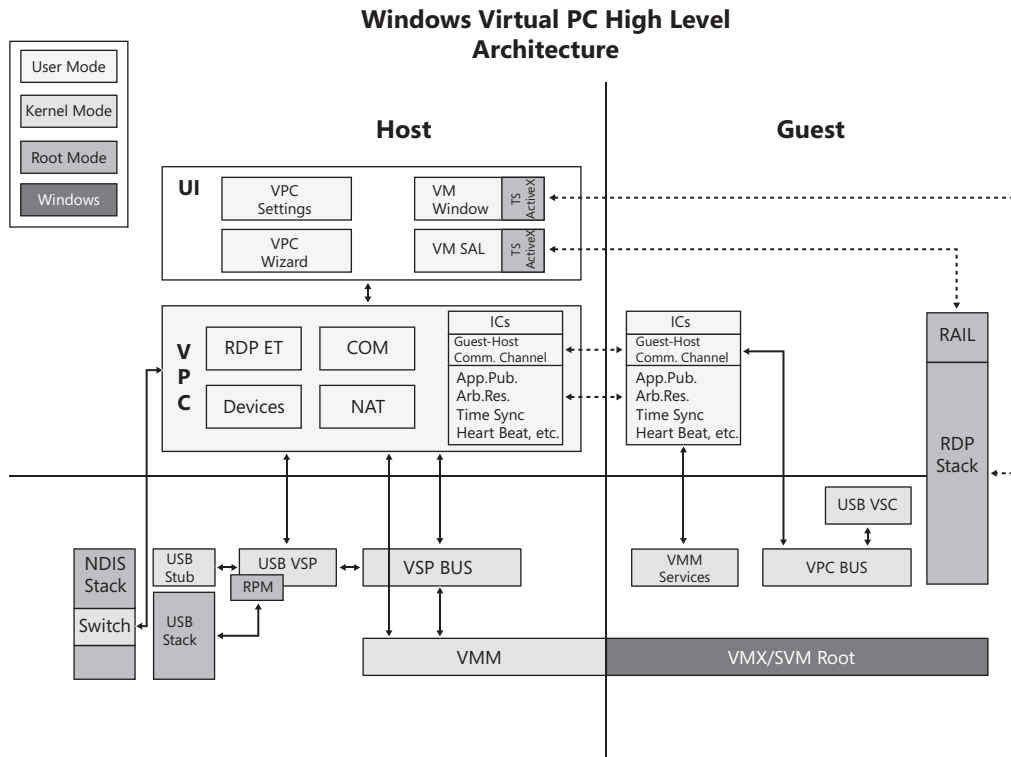 Windows Virtual PC High Level
Architecture
User Mode
Kernel Mode
Root Mode
Windows
Host
Guest
UI
VPC
Settings
VM
Window
TS
ActiveX
VPC
Wizard
VM SAL
TS
ActiveX
V
P
C
RDP ET
COM
Devices
NAT
ICs
Guest-Host
Comm. Channel
App.Pub.
Arb.Res.
Time Sync
Heart Beat, etc.
ICs
Guest-Host
Comm. Channel
App.Pub.
Arb.Res.
Time Sync
Heart Beat, etc.
RAIL
RDP
Stack
USB VSC
NDIS
Stack
Switch
USB
Stub
USB VSP
RPM
VSP BUS
USB
Stack
VMM
Services
VPC BUS
VMM
VMX/SVM Root